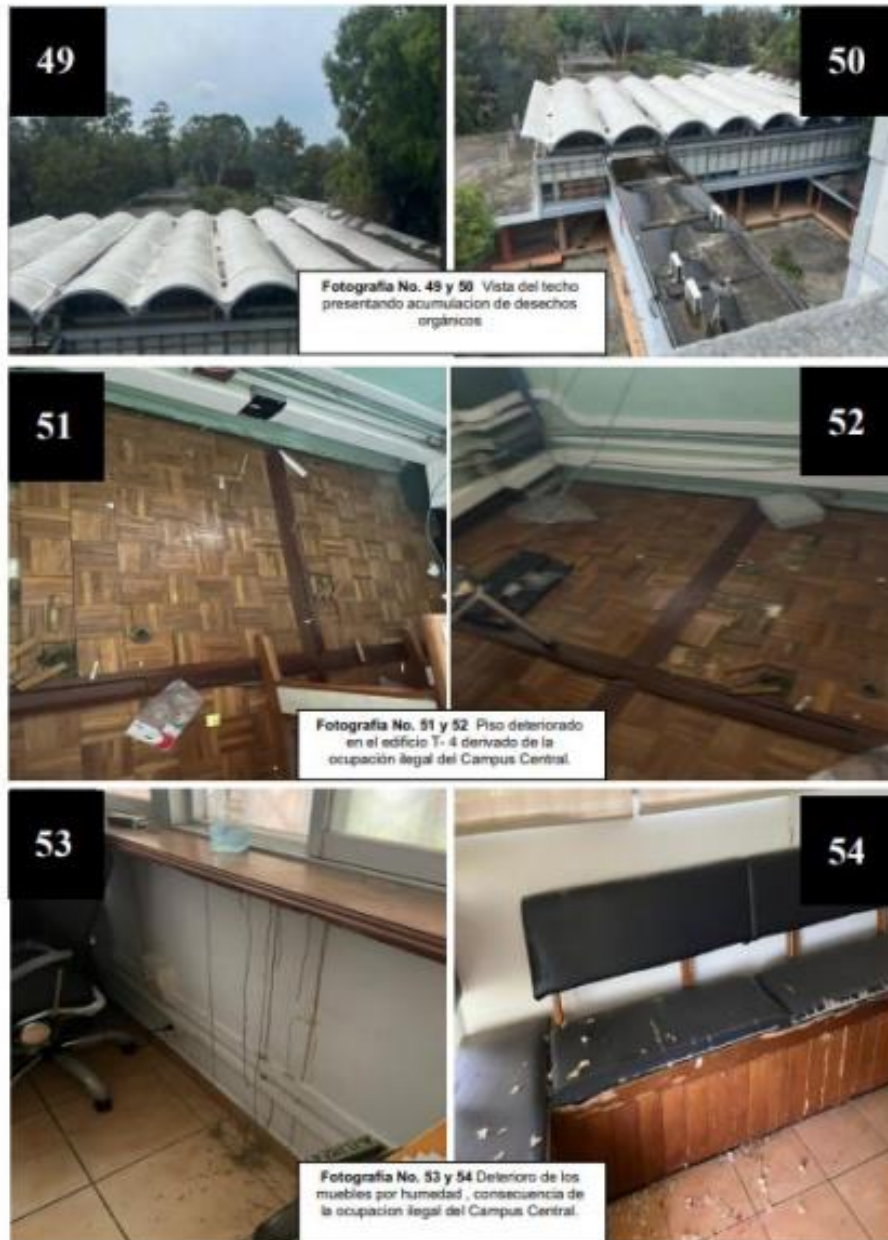 49
50
Fotografía No. 49 y 50 Vista del techo
presentando acumulacion de desechos
orgánicos
51
52
Fotografía No. 51 y 52 Piso deteriorado
en el edificio T- 4 derivado de la
ocupación ilegal del Campus Central.
53
54
Fotografía No. 53 y 54 Deterioro de los
muebles por humedad , consecuencia de
la ocupacion ilegal del Campus Central.